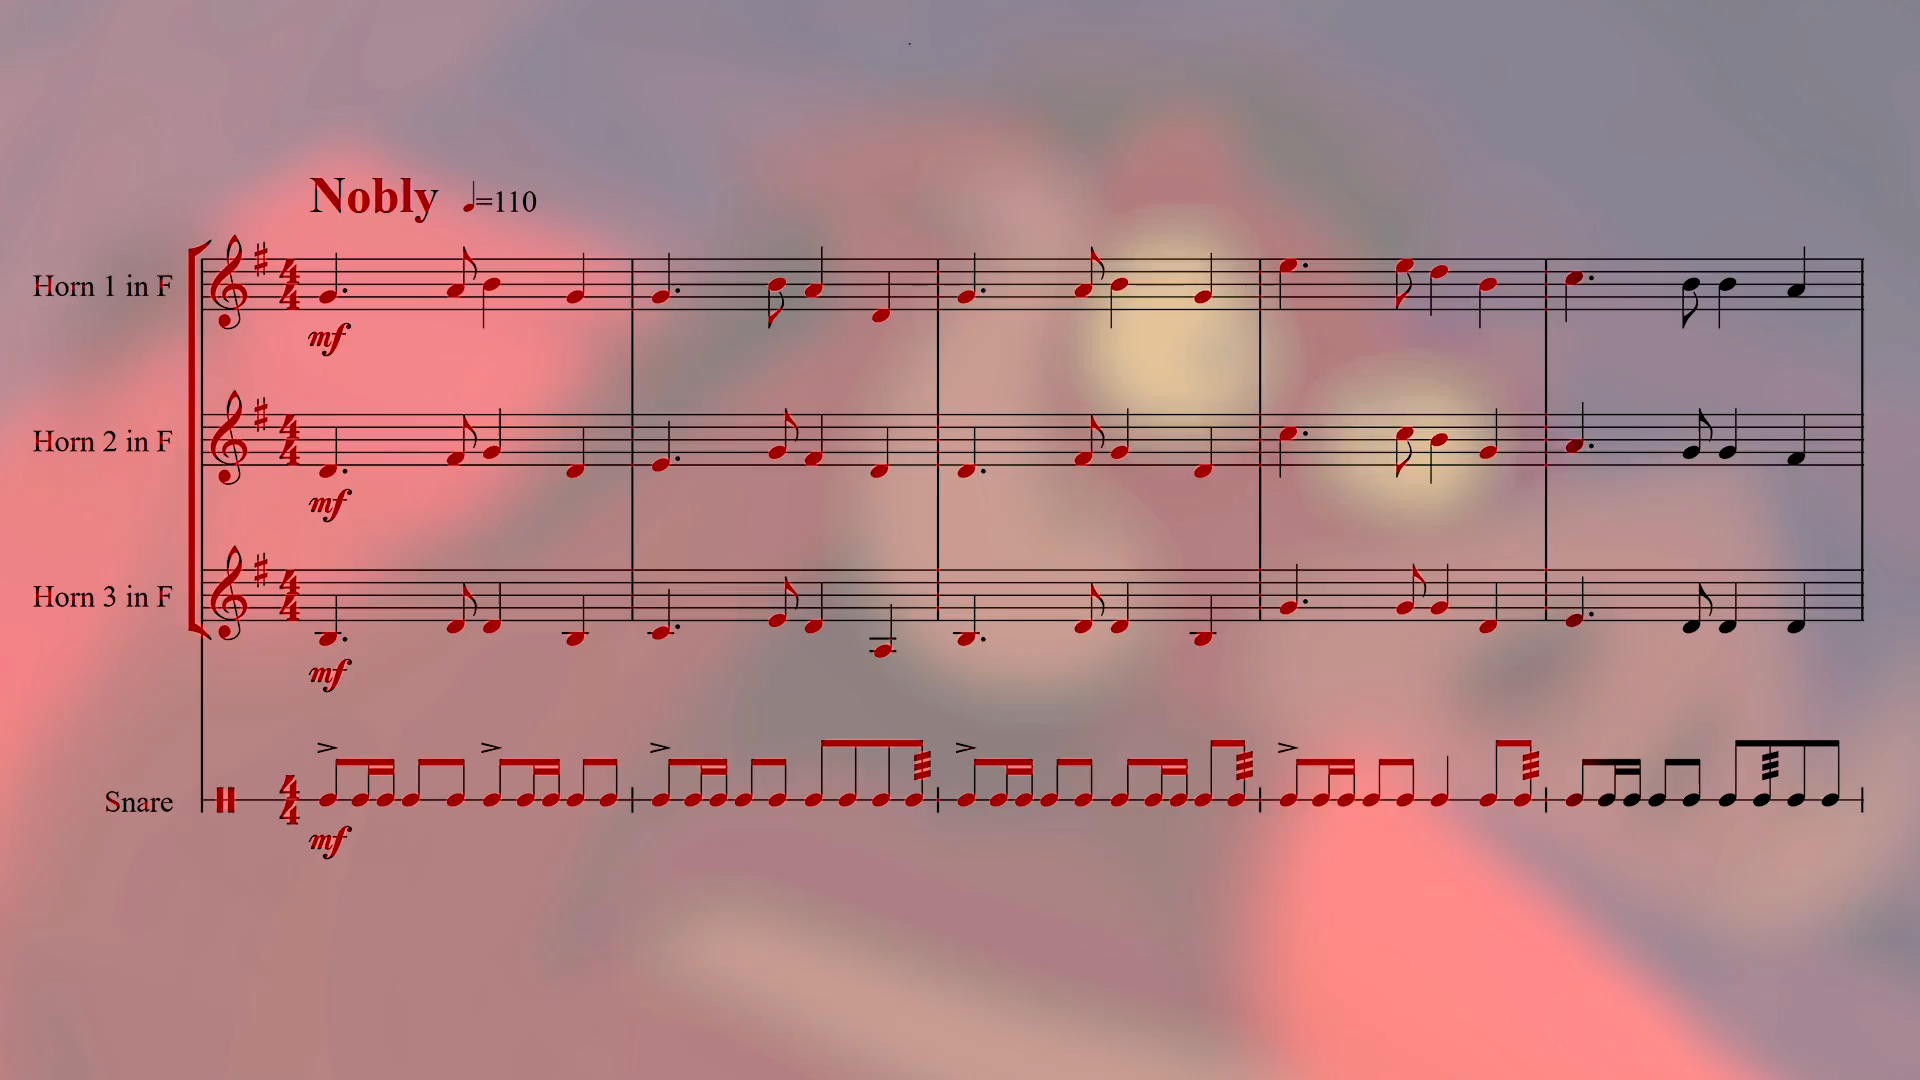 Nobly ♩=110
Horn 1 in F
mf
Horn 2 in F
mf
Horn 3 in F
mf
Snare
mf